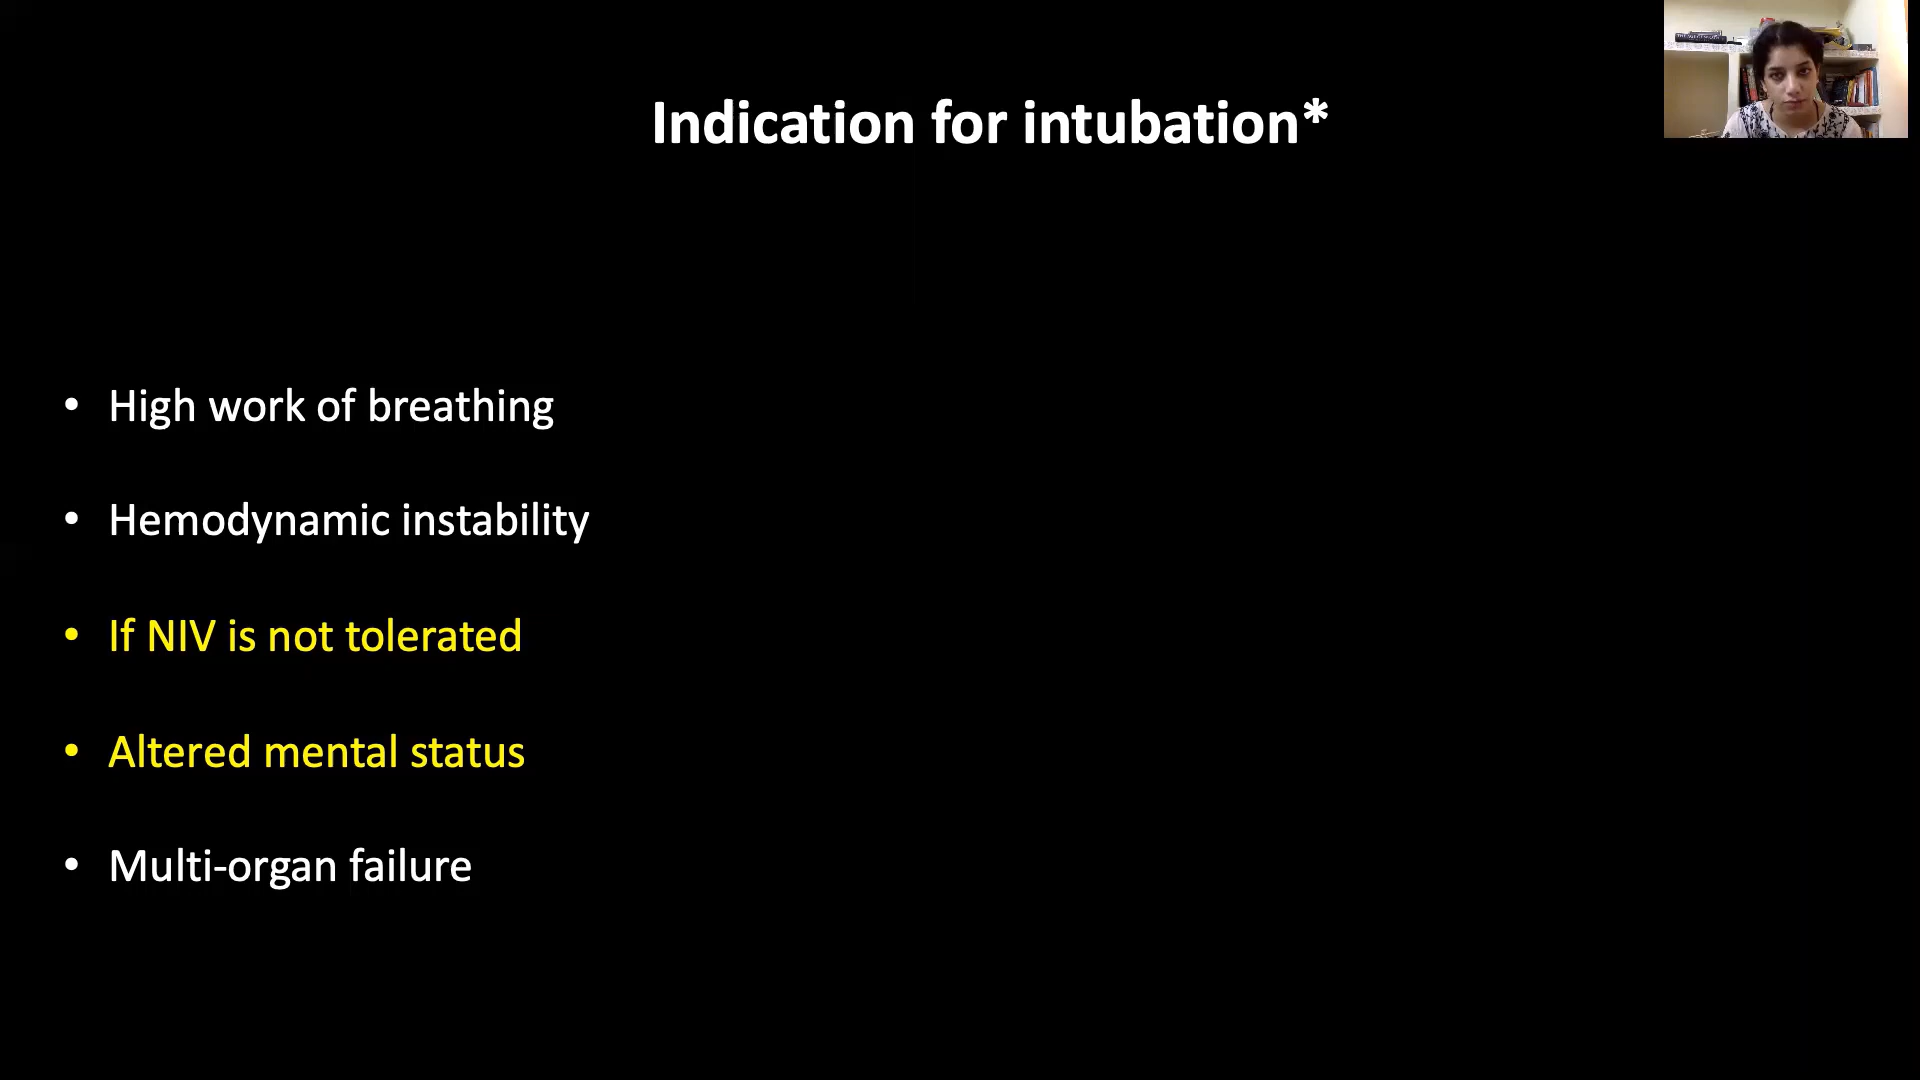 Indication for intubation*
• High work of breathing
• Hemodynamic instability
• If NIV is not tolerated
• Altered mental status
• Multi-organ failure